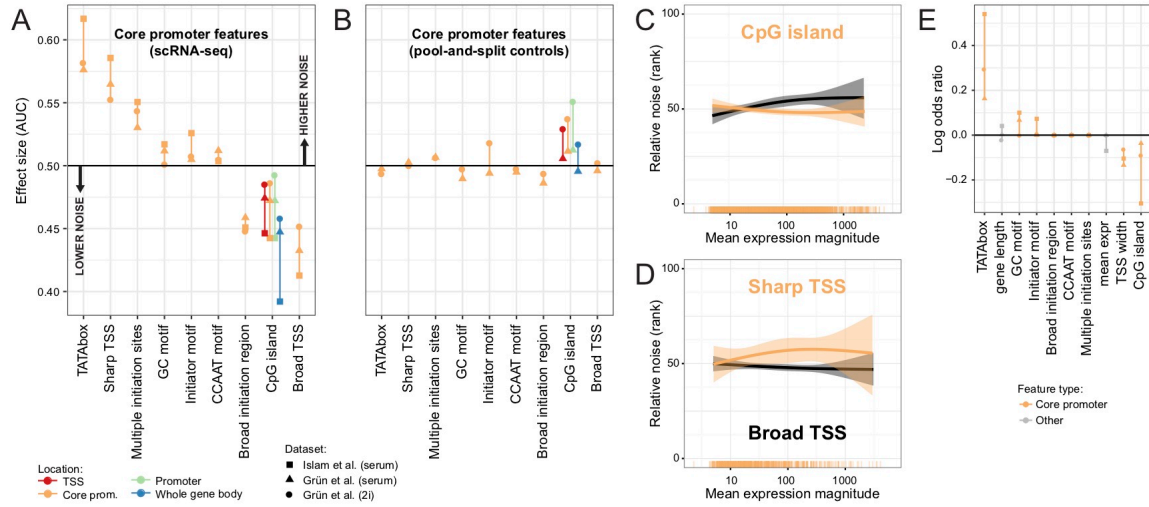 A
Core promoter features
(scRNA-seq)
Effect size (AUC)
0.60
0.55
0.50
0.45
0.40
HIGHER NOISE
LOWER NOISE
TATAbox
Sharp TSS
Multiple initiation sites
GC motif
Initiator motif
CCAAT motif
Broad initiation region
CpG island
Broad TSS
B
Core promoter features
(pool-and-split controls)
TATAbox
Sharp TSS
Multiple initiation sites
GC motif
Initiator motif
CCAAT motif
Broad initiation region
CpG island
Broad TSS
Location:
TSS
Core prom.
Promoter
Whole gene body
Dataset:
Islam et al. (serum)
Grün et al. (serum)
Grün et al. (2i)
C
CpG island
Relative noise (rank)
100
50
0
10
100
1000
Mean expression magnitude
D
Sharp TSS
Broad TSS
Relative noise (rank)
100
50
0
10
100
1000
Mean expression magnitude
E
Log odds ratio
0.4
0.2
0.0
−0.2
TATAbox
gene length
GC motif
Initiator motif
Broad initiation region
CCAAT motif
Multiple initiation sites
mean expr
TSS width
CpG island
Feature type:
Core promoter
Other